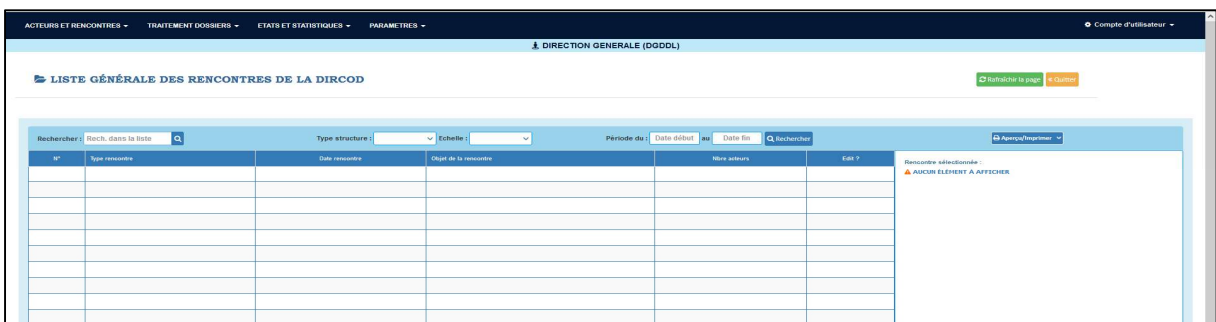 ACTEURS ET RENCONTRES TRAITEMENT DOSSIERS ETATS ET STATISTIQUES PARAMETRES Compte d'utilisateur
DIRECTION GENERALE (DGDDL)
LISTE GÉNÉRALE DES RENCONTRES DE LA DIRCOD Rafraîchir la page Quitter
Rechercher : Rech. dans la liste Type structure : Echelle : Période du : Date début au Date fin Rechercher Aperçu/Imprimer
N° Type rencontre Date rencontre Objet de la rencontre Nbre acteurs Edit ?
Rencontre sélectionnée :
AUCUN ÉLÉMENT À AFFICHER